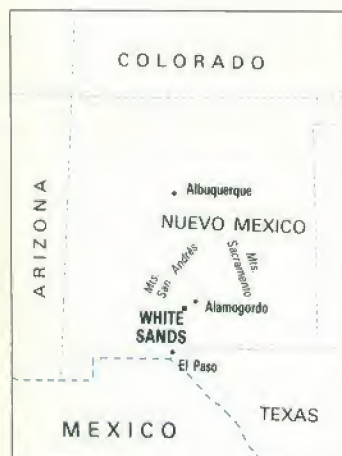 COLORADO
ARIZONA
Albuquerque
NUEVO MEXICO
Mts.
San Andrés
Mts.
Sacramento
Alamogordo
WHITE
SANDS
El Paso
TEXAS
MEXICO